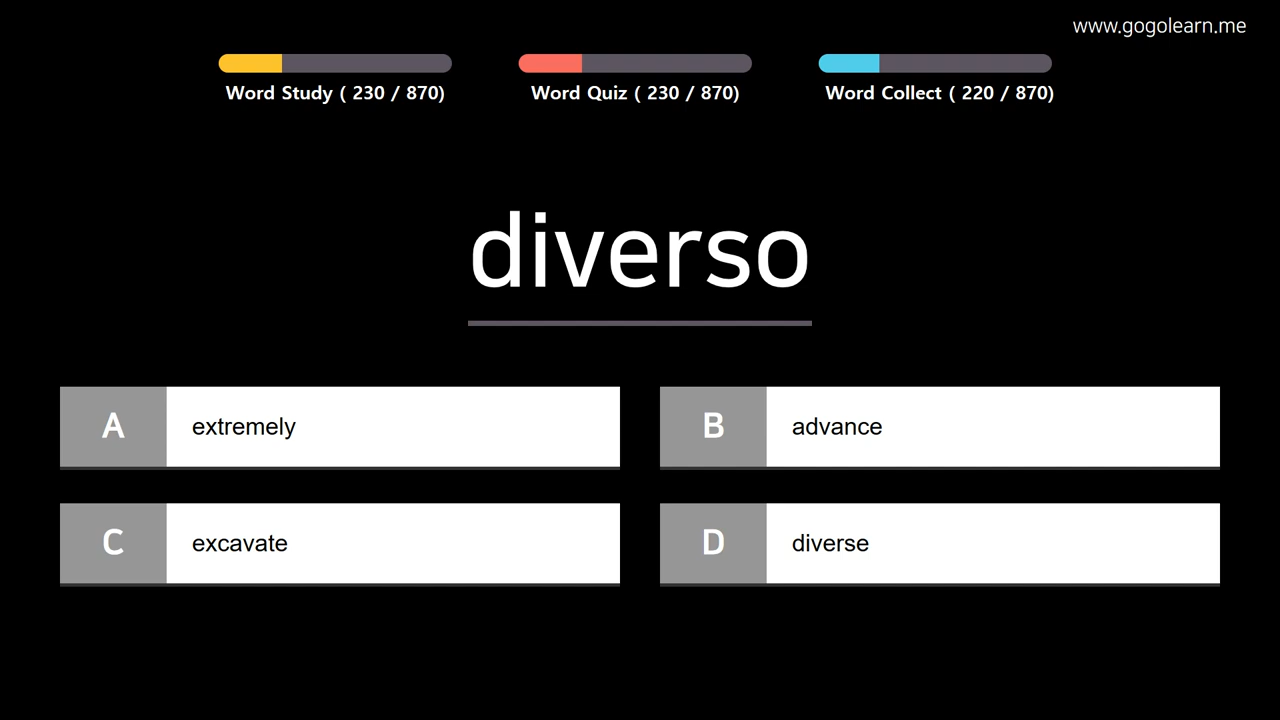 www.gogolearn.me
Word Study ( 230 / 870)
Word Quiz ( 230 / 870)
Word Collect ( 220 / 870)
diverso
A extremely
B advance
C excavate
D diverse